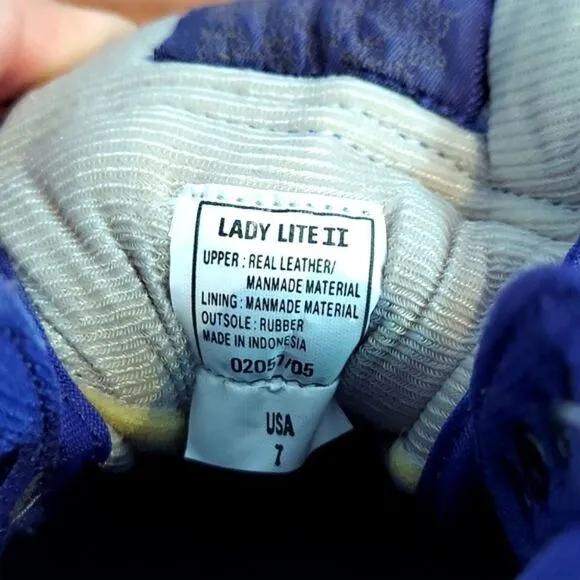 LADY LITE II
UPPER : REAL LEATHER/
MANMADE MATERIAL
LINING : MANMADE MATERIAL
OUTSOLE : RUBBER
MADE IN INDONESIA
02057/05
USA
7